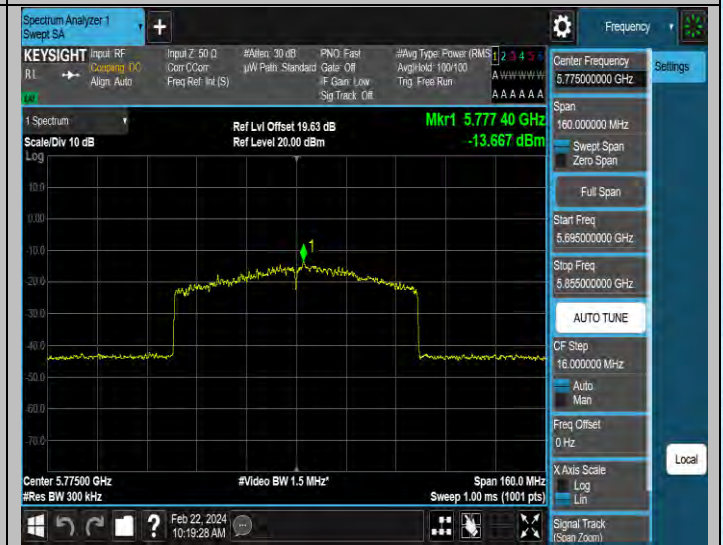 Spectrum Analyzer 1
Swept SA
+
Frequency
KEYSIGHT
RL
Input: RF
Coupling: DC
Align: Auto
Input Z: 50 Ω
Corr CCorr
Freq Ref: Int (S)
#Atten: 30 dB
µW Path: Standard
PNO: Fast
Gate: Off
IF Gain: Low
Sig Track: Off
#Avg Type: Power (RMS
Avg|Hold: 100/100
Trig: Free Run
1 2 3 4 5 6
A W W W W W
A A A A A A
1 Spectrum
Scale/Div 10 dB
Log
Ref Lvl Offset 19.63 dB
Ref Level 20.00 dBm
Mkr1 5.777 40 GHz
-13.667 dBm
10.0
0.00
-10.0
-20.0
-30.0
-40.0
-50.0
-60.0
-70.0
1
Center 5.77500 GHz
#Res BW 300 kHz
#Video BW 1.5 MHz*
Span 160.0 MHz
Sweep 1.00 ms (1001 pts)
Feb 22, 2024
10:19:28 AM
?
Center Frequency
5.775000000 GHz
Settings
Span
160.000000 MHz
Swept Span
Zero Span
Full Span
Start Freq
5.695000000 GHz
Stop Freq
5.855000000 GHz
AUTO TUNE
CF Step
16.000000 MHz
Auto
Man
Freq Offset
0 Hz
X Axis Scale
Log
Lin
Local
Signal Track
(Span Zoom)